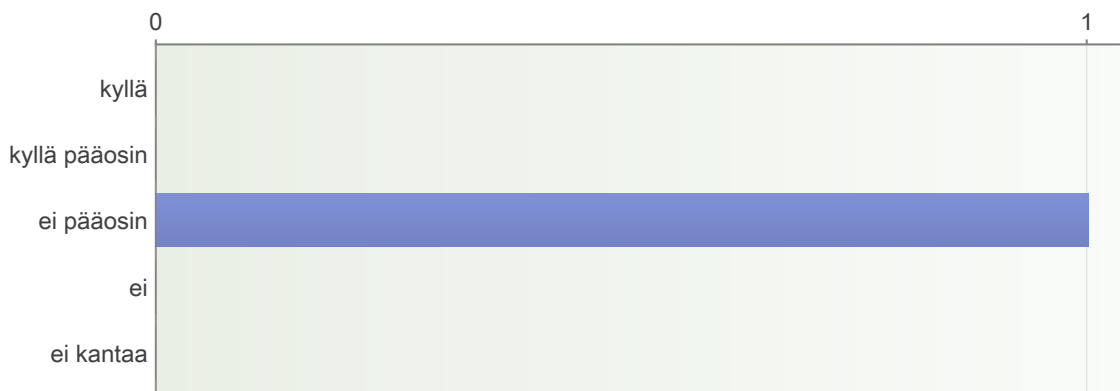 0 1
kyllä
kyllä pääosin
ei pääosin
ei
ei kantaa